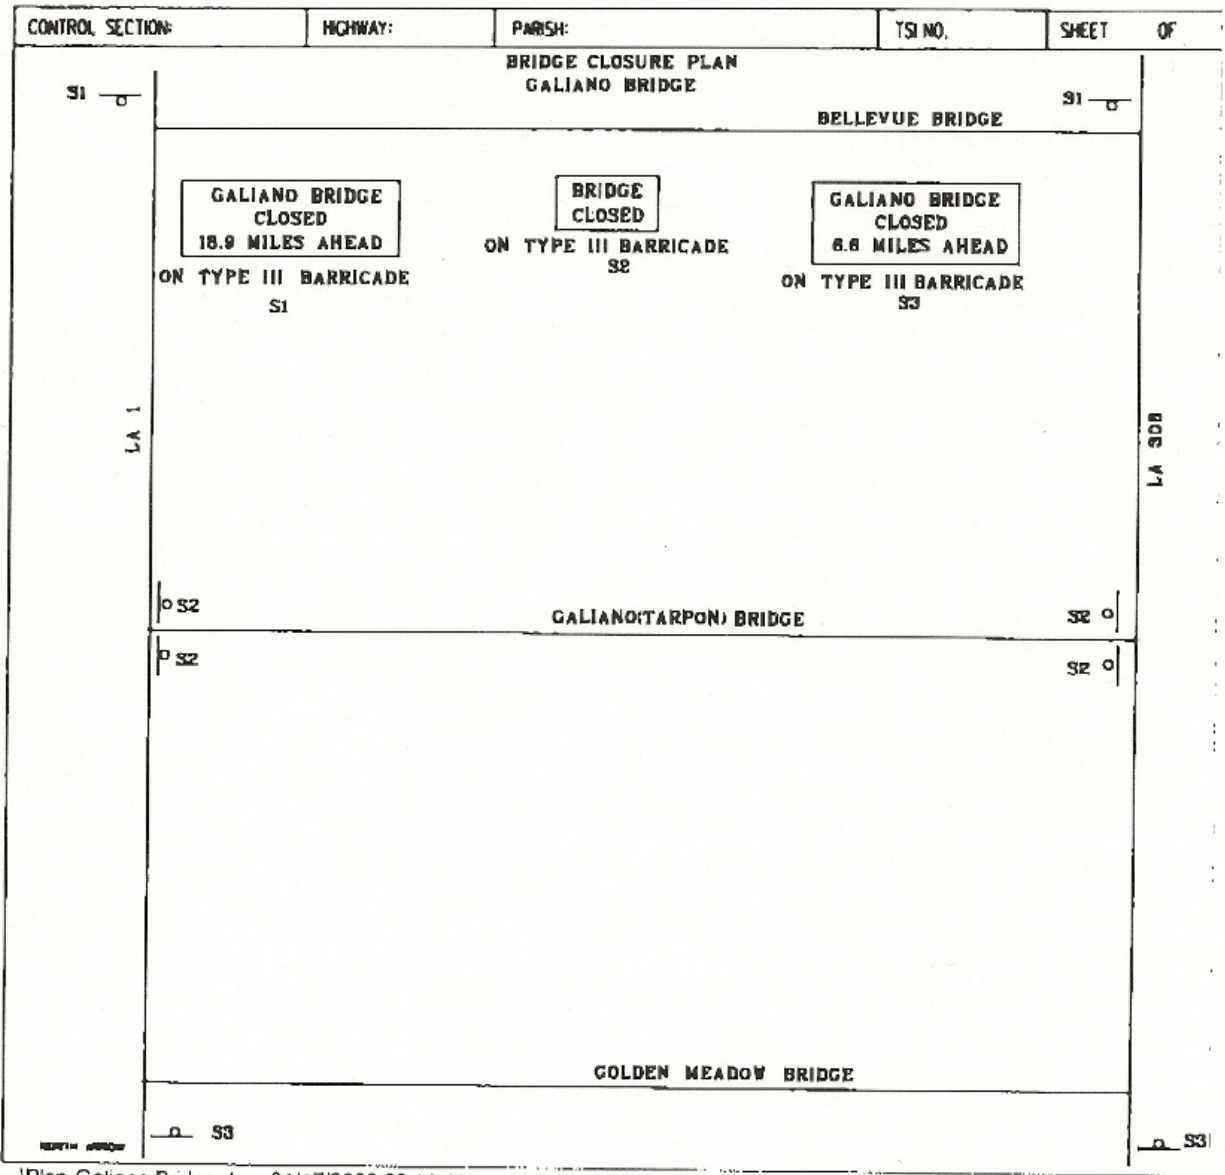 CONTROL SECTION: HIGHWAY: PARISH: TSI NO. SHEET OF
BRIDGE CLOSURE PLAN
GALIANO BRIDGE
S1
S1
BELLEVUE BRIDGE
GALIANO BRIDGE
CLOSED
18.9 MILES AHEAD
ON TYPE III BARRICADE
S1
BRIDGE
CLOSED
ON TYPE III BARRICADE
S2
GALIANO BRIDGE
CLOSED
6.6 MILES AHEAD
ON TYPE III BARRICADE
S3
LA 1
LA 308
S2
GALIANO(TARPON) BRIDGE
S2
S2
S2
GOLDEN MEADOW BRIDGE
NORTH ARROW
S3
S3